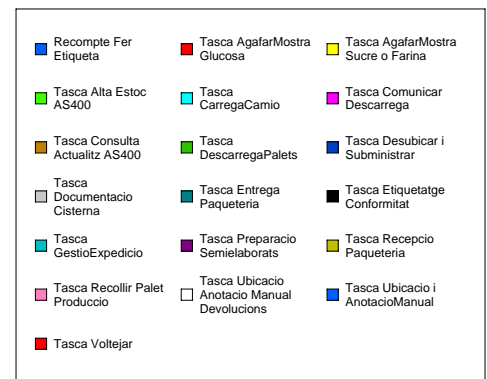 Recompte Fer
Etiqueta
Tasca AgafarMostra
Glucosa
Tasca AgafarMostra
Sucre o Farina
Tasca Alta Estoc
AS400
Tasca
CarregaCamio
Tasca Comunicar
Descarrega
Tasca Consulta
Actualitz AS400
Tasca
DescarregaPalets
Tasca Desubicar i
Subministrar
Tasca
Documentacio
Cisterna
Tasca Entrega
Paqueteria
Tasca Etiquetatge
Conformitat
Tasca
GestioExpedicio
Tasca Preparacio
Semielaborats
Tasca Recepcio
Paqueteria
Tasca Recollir Palet
Produccio
Tasca Ubicacio
Anotacio Manual
Devolucions
Tasca Ubicacio i
AnotacioManual
Tasca Voltejar